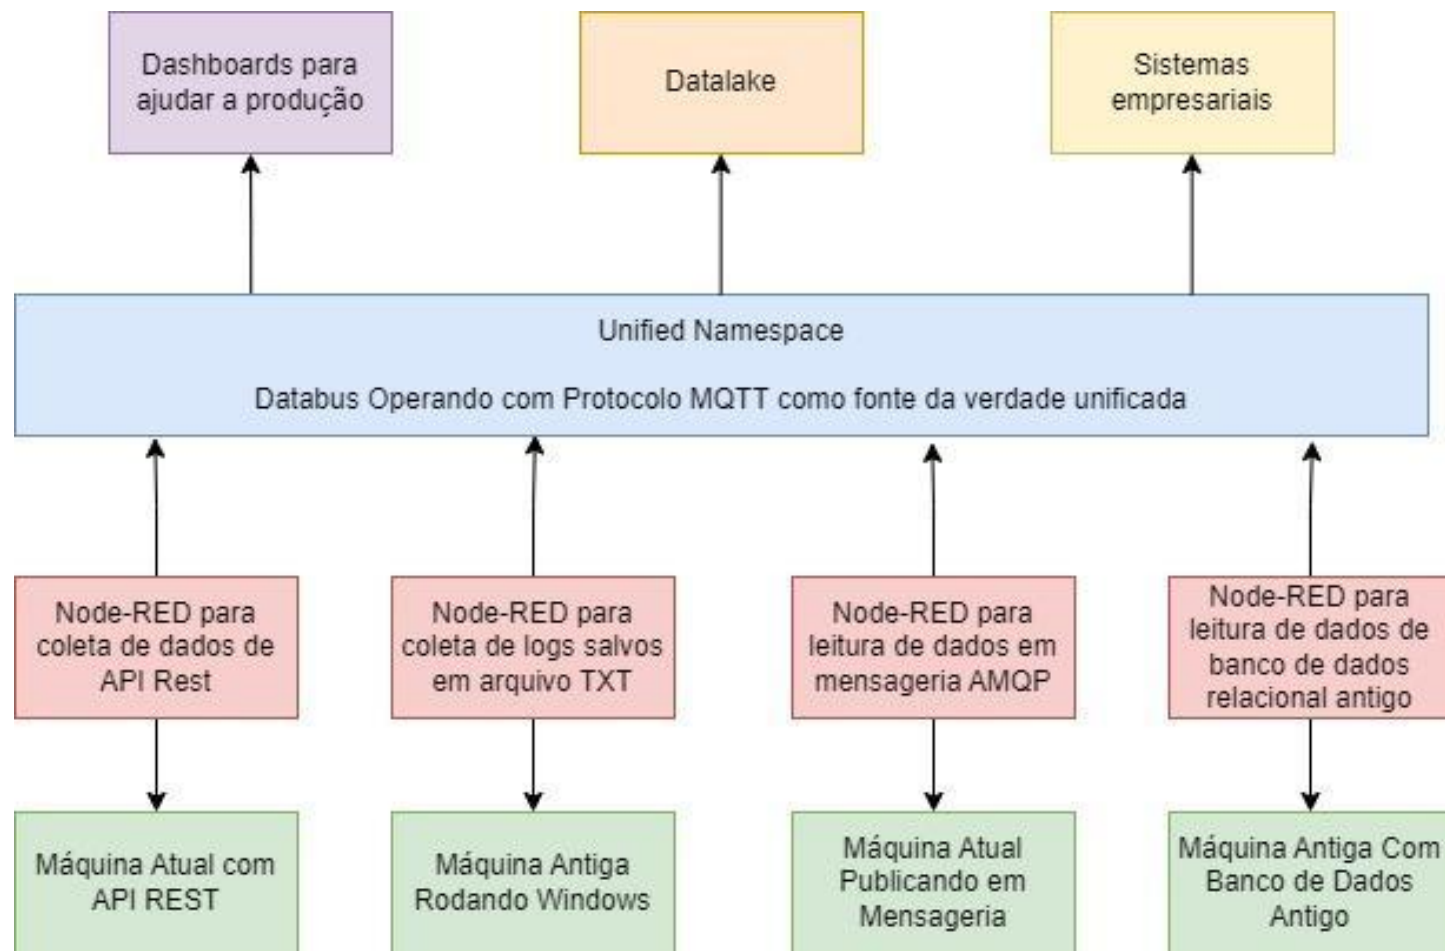 Dashboards para
ajudar a produção
Datalake
Sistemas
empresariais
Unified Namespace
Databus Operando com Protocolo MQTT como fonte da verdade unificada
Node-RED para
coleta de dados de
API Rest
Node-RED para
coleta de logs salvos
em arquivo TXT
Node-RED para
leitura de dados em
mensageria AMQP
Node-RED para
leitura de dados de
banco de dados
relacional antigo
Máquina Atual com
API REST
Máquina Antiga
Rodando Windows
Máquina Atual
Publicando em
Mensageria
Máquina Antiga Com
Banco de Dados
Antigo